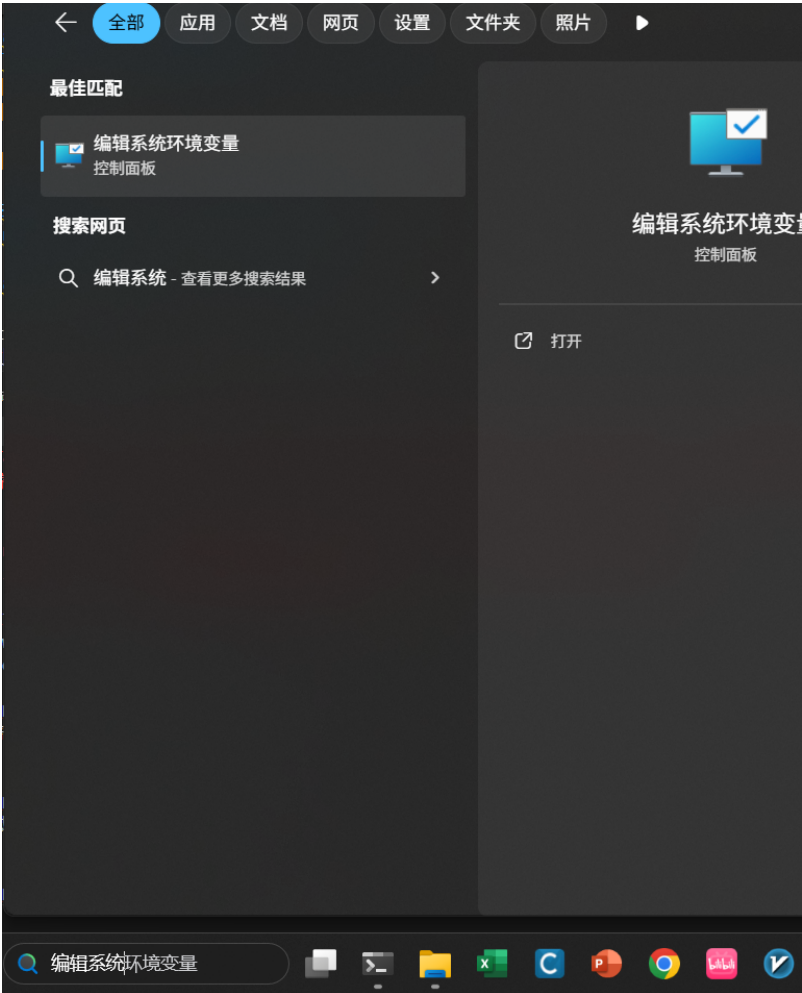 全部 应用 文档 网页 设置 文件夹 照片
最佳匹配
编辑系统环境变量
控制面板
搜索网页
编辑系统 - 查看更多搜索结果
编辑系统环境变
控制面板
打开
编辑系统环境变量